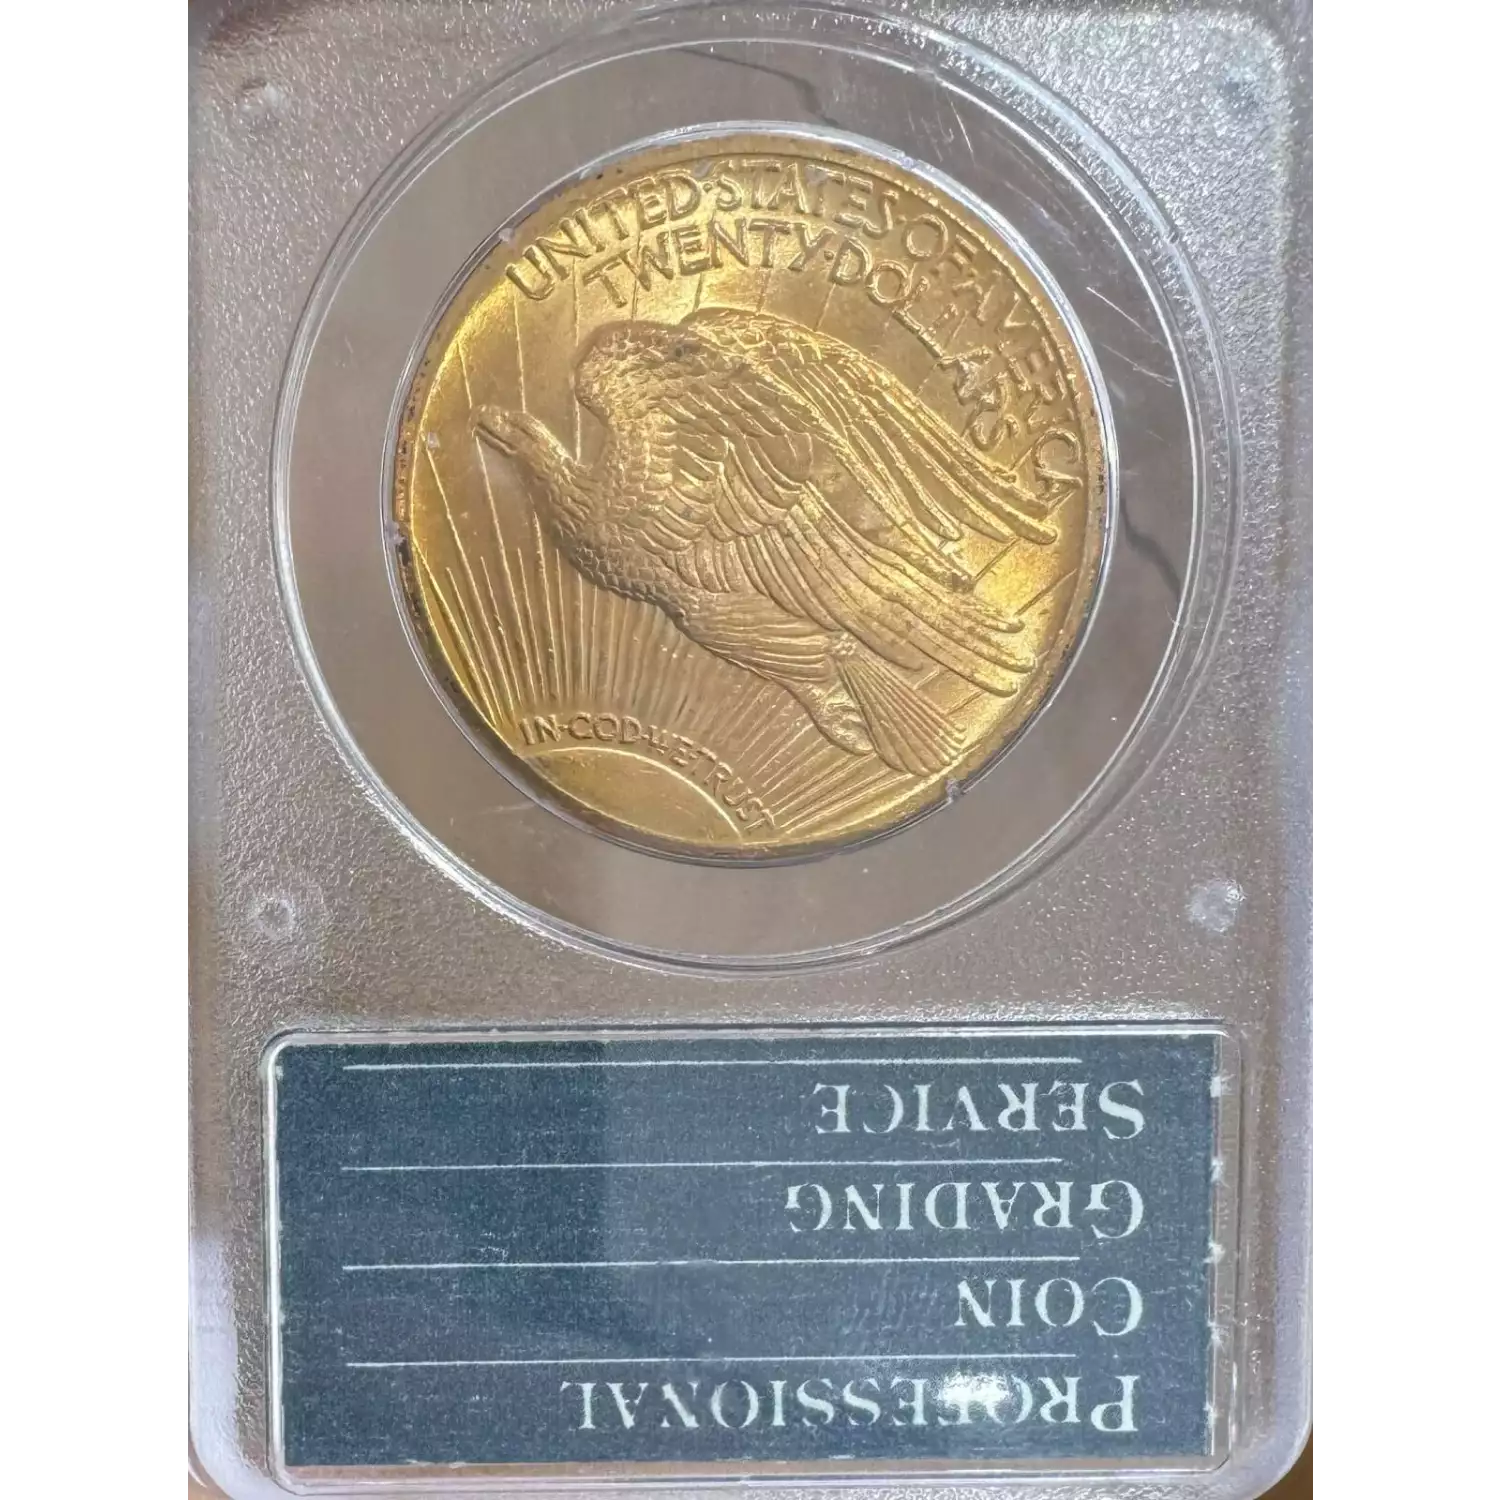 UNITED·STATES·OF·AMERICA
TWENTY·DOLLARS
IN·GOD·WE·TRUST
PROFESSIONAL
COIN
GRADING
SERVICE